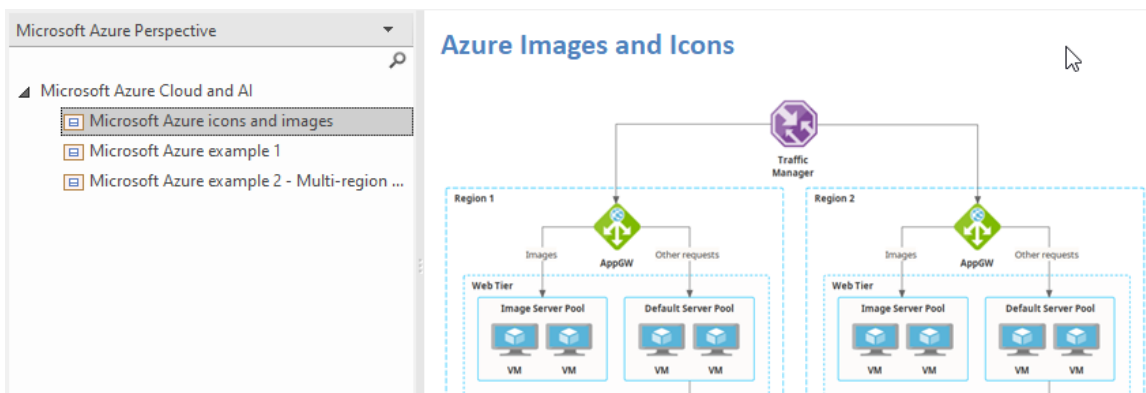 Microsoft Azure Perspective
Microsoft Azure Cloud and AI
Microsoft Azure icons and images
Microsoft Azure example 1
Microsoft Azure example 2 - Multi-region ...
Azure Images and Icons
Traffic
Manager
Region 1
Images
AppGW
Other requests
Web Tier
Image Server Pool
VM
VM
Default Server Pool
VM
VM
Region 2
Images
AppGW
Other requests
Web Tier
Image Server Pool
VM
VM
Default Server Pool
VM
VM